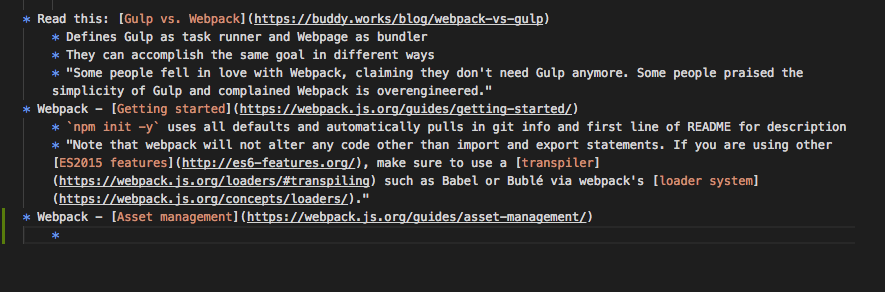 * Read this: [Gulp vs. Webpack](https://buddy.works/blog/webpack-vs-gulp)
* Defines Gulp as task runner and Webpage as bundler
* They can accomplish the same goal in different ways
* "Some people fell in love with Webpack, claiming they don't need Gulp anymore. Some people praised the
simplicity of Gulp and complained Webpack is overengineered."
* Webpack - [Getting started](https://webpack.js.org/guides/getting-started/)
* `npm init -y` uses all defaults and automatically pulls in git info and first line of README for description
* "Note that webpack will not alter any code other than import and export statements. If you are using other
[ES2015 features](http://es6-features.org/), make sure to use a [transpiler]
(https://webpack.js.org/loaders/#transpiling) such as Babel or Bublé via webpack's [loader system]
(https://webpack.js.org/concepts/loaders/)."
* Webpack - [Asset management](https://webpack.js.org/guides/asset-management/)
*